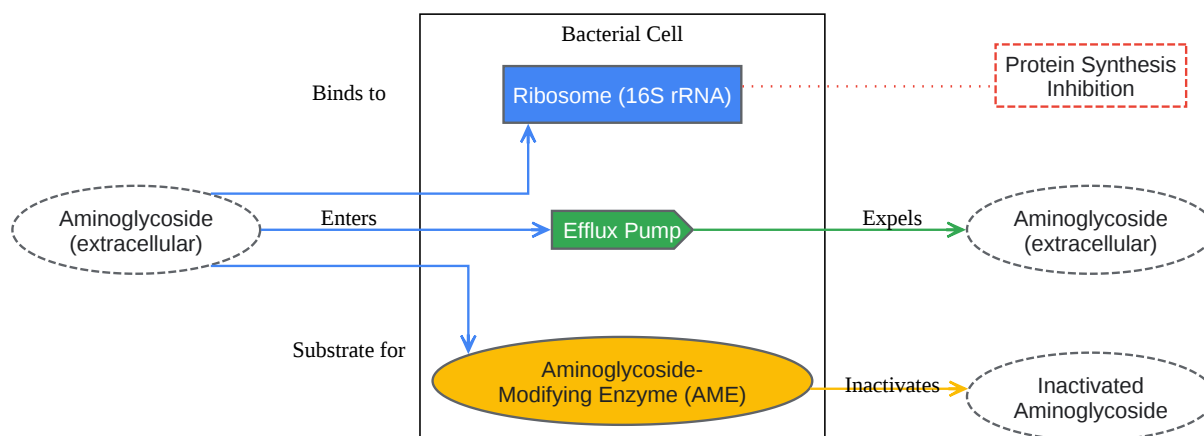 Bacterial Cell
Binds to
Ribosome (16S rRNA)
Protein Synthesis
Inhibition
Aminoglycoside
(extracellular)
Enters
Efflux Pump
Expels
Aminoglycoside
(extracellular)
Substrate for
Aminoglycoside-
Modifying Enzyme (AME)
Inactivates
Inactivated
Aminoglycoside